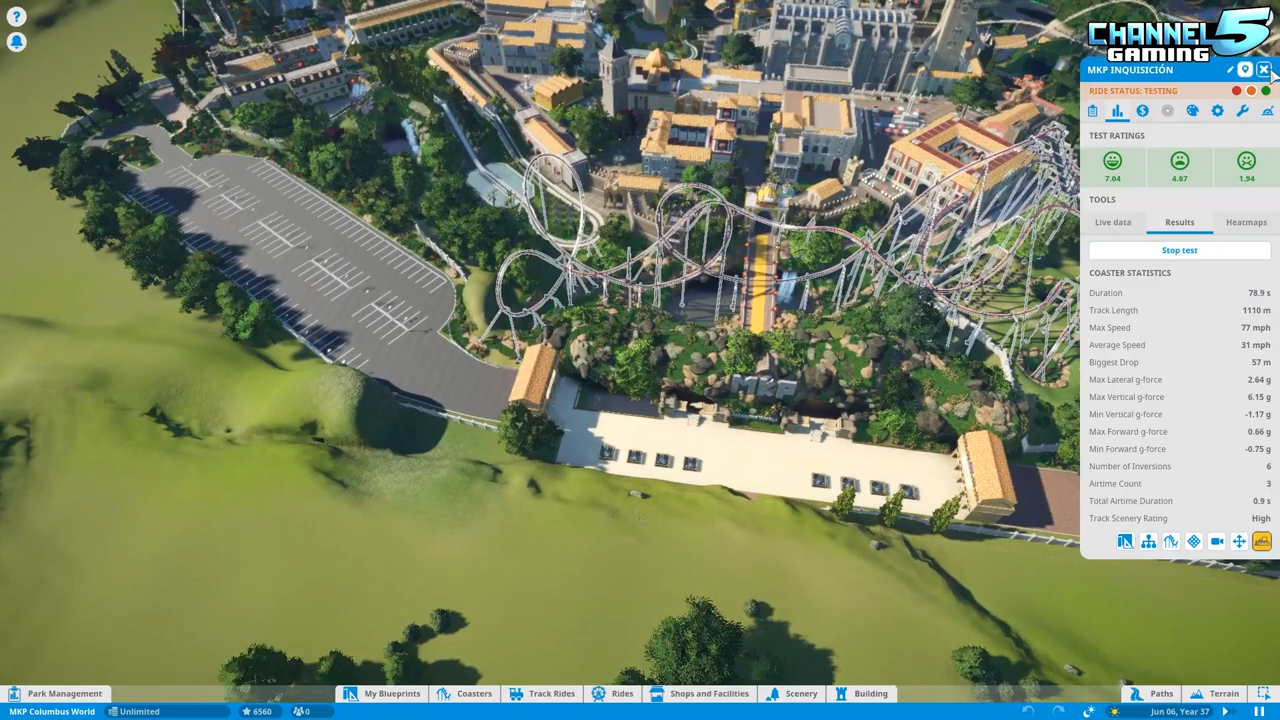 CHANNEL 5
GAMING
MKP INQUISICIÓN
RIDE STATUS: TESTING
TEST RATINGS
7.04 4.67 1.94
TOOLS
Live data Results Heatmaps
Stop test
COASTER STATISTICS
Duration 78.9 s
Track Length 1110 m
Max Speed 77 mph
Average Speed 31 mph
Biggest Drop 57 m
Max Lateral g-force 2.64 g
Max Vertical g-force 6.15 g
Min Vertical g-force -1.17 g
Max Forward g-force 0.66 g
Min Forward g-force -0.75 g
Number of Inversions 6
Airtime Count 3
Total Airtime Duration 0.9 s
Track Scenery Rating High
MKP
Park Management My Blueprints Coasters Track Rides Rides Shops and Facilities Scenery Building Paths Terrain
MKP Columbus World Unlimited 6560 0 Jun 06, Year 37